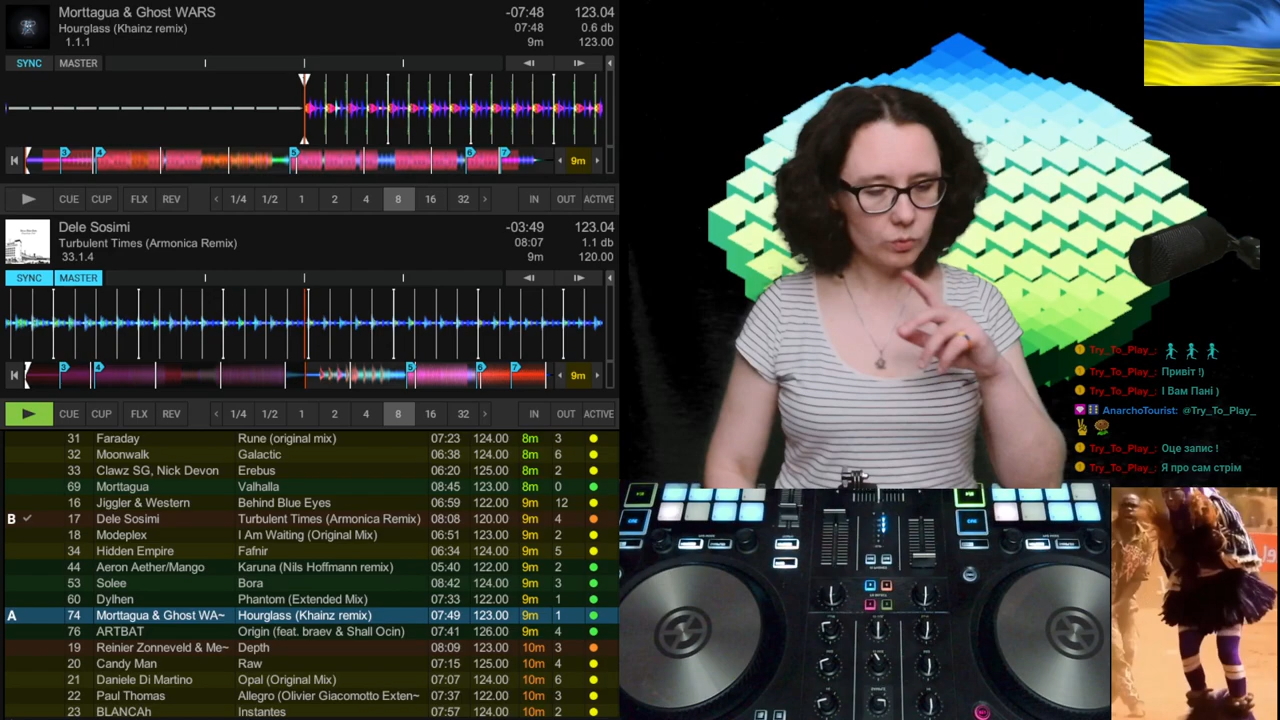 Morttagua & Ghost WARS -07:48 123.04
Hourglass (Khainz remix) 07:48 0.6 db
1.1.1 9m 123.00
SYNC MASTER
3 4 5 6 7 9m
CUE CUP FLX REV 1/4 1/2 1 2 4 8 16 32 IN OUT ACTIVE
Dele Sosimi -03:49 123.04
Turbulent Times (Armonica Remix) 08:07 1.1 db
33.1.4 9m 120.00
SYNC MASTER
3 4 5 6 7 9m
CUE CUP FLX REV 1/4 1/2 1 2 4 8 16 32 IN OUT ACTIVE
31 Faraday Rune (original mix) 07:23 124.00 8m 3
32 Moonwalk Galactic 06:38 124.00 8m 6
33 Clawz SG, Nick Devon Erebus 06:20 125.00 8m 2
69 Morttagua Valhalla 08:45 123.00 8m 0
16 Jiggler & Western Behind Blue Eyes 06:59 122.00 9m 12
B 17 Dele Sosimi Turbulent Times (Armonica Remix) 08:08 120.00 9m 4
18 Modeplex I Am Waiting (Original Mix) 06:51 123.00 9m 4
34 Hidden Empire Fafnir 06:34 124.00 9m 4
44 Aeron Aether/Mango Karuna (Nils Hoffmann remix) 05:40 122.00 9m 2
53 Solee Bora 08:42 124.00 9m 3
60 Dylhen Phantom (Extended Mix) 07:33 122.00 9m 1
A 74 Morttagua & Ghost WA~ Hourglass (Khainz remix) 07:49 123.00 9m 1
76 ARTBAT Origin (feat. braev & Shall Ocin) 07:41 126.00 9m 4
19 Reinier Zonneveld & Me~ Depth 08:09 123.00 10m 3
20 Candy Man Raw 07:15 125.00 10m 4
21 Daniele Di Martino Opal (Original Mix) 07:07 124.00 10m 6
22 Paul Thomas Allegro (Olivier Giacomotto Exten~ 07:37 122.00 10m 3
23 BLANCAh Instantes 07:57 124.00 10m 2
Try_To_Play_:
Try_To_Play_: Привіт !)
Try_To_Play_: І Вам Пані )
AnarchoTourist: @Try_To_Play_
Try_To_Play_: Оце запис !
Try_To_Play_: Я про сам стрім